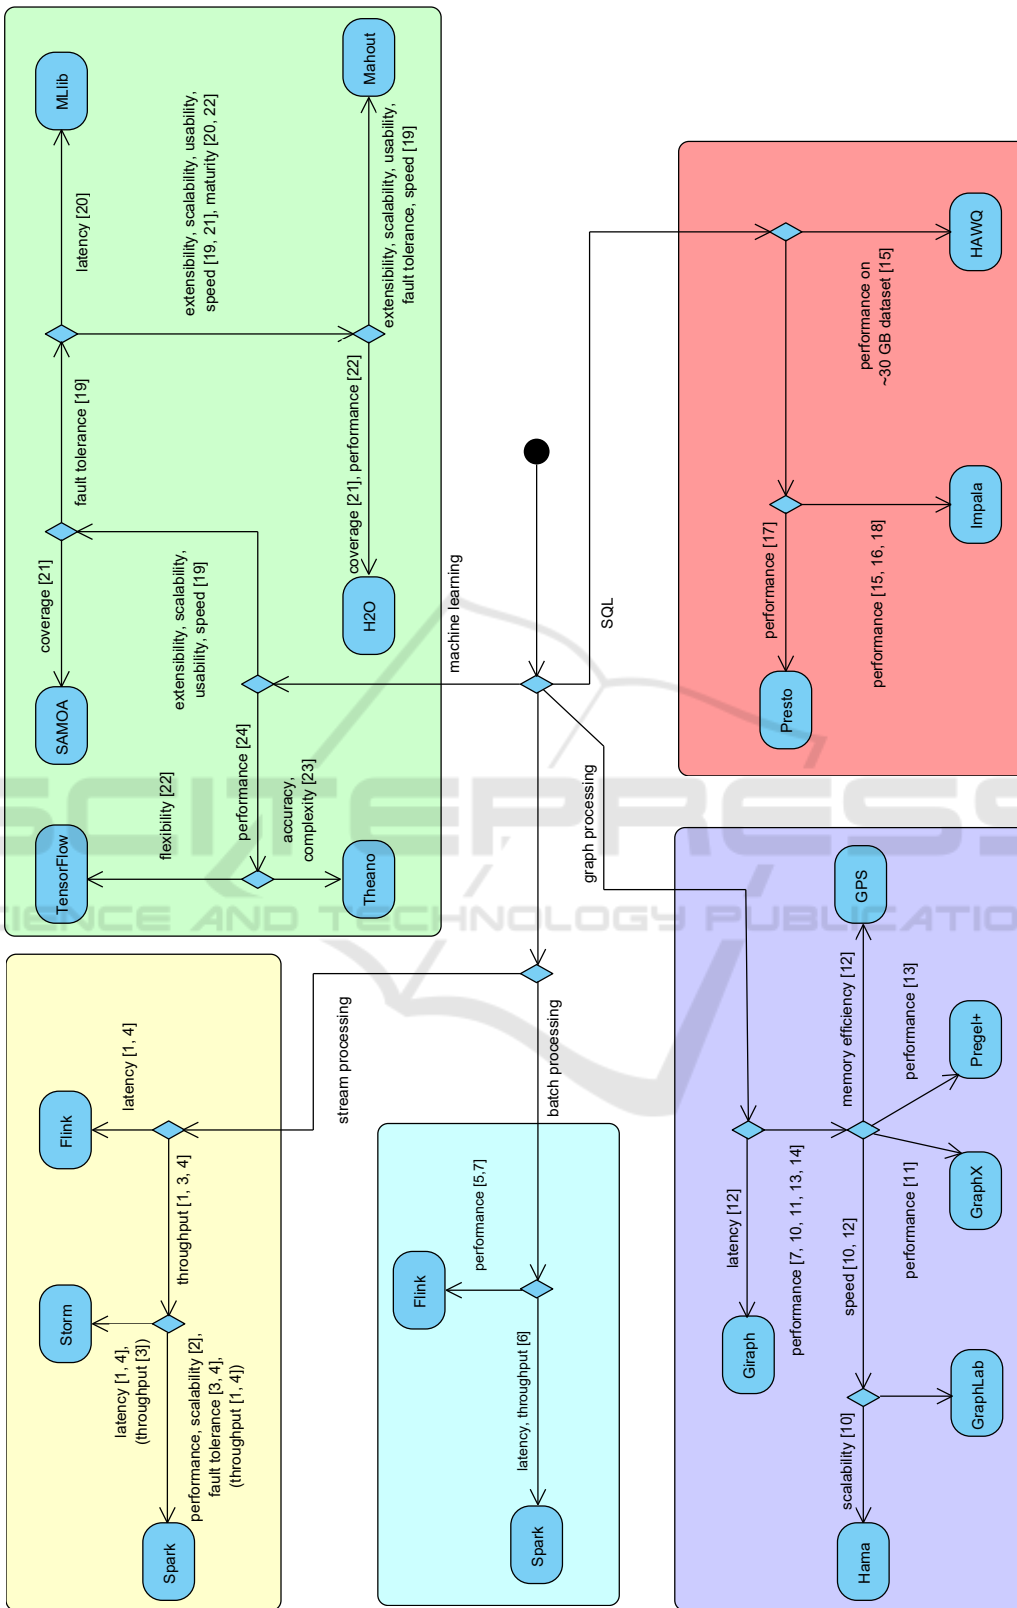 MLlib
Mahout
latency [20]
extensibility, scalability, usability,
speed [19, 21], maturity [20, 22]
extensibility, scalability, usability,
fault tolerance, speed [19]
fault tolerance [19]
coverage [21], performance [22]
coverage [21]
extensibility, scalability,
usability, speed [19]
H2O
SAMOA
machine learning
performance [24]
flexibility [22]
accuracy,
complexity [23]
TensorFlow
Theano
SQL
HAWQ
performance on
~30 GB dataset [15]
Impala
performance [17]
performance [15, 16, 18]
Presto
graph processing
SCITEPRESS
SCIENCE AND TECHNOLOGY PUBLICATIONS
stream processing
batch processing
latency [1, 4]
Flink
throughput [1, 3, 4]
Storm
latency [1, 4],
(throughput [3])
performance, scalability [2],
fault tolerance [3, 4],
(throughput [1, 4])
Spark
performance [5,7]
Flink
latency, throughput [6]
Spark
GPS
memory efficiency [12]
performance [13]
Pregel+
latency [12]
performance [7, 10, 11, 13, 14]
GraphX
performance [11]
speed [10, 12]
Giraph
GraphLab
scalability [10]
Hama